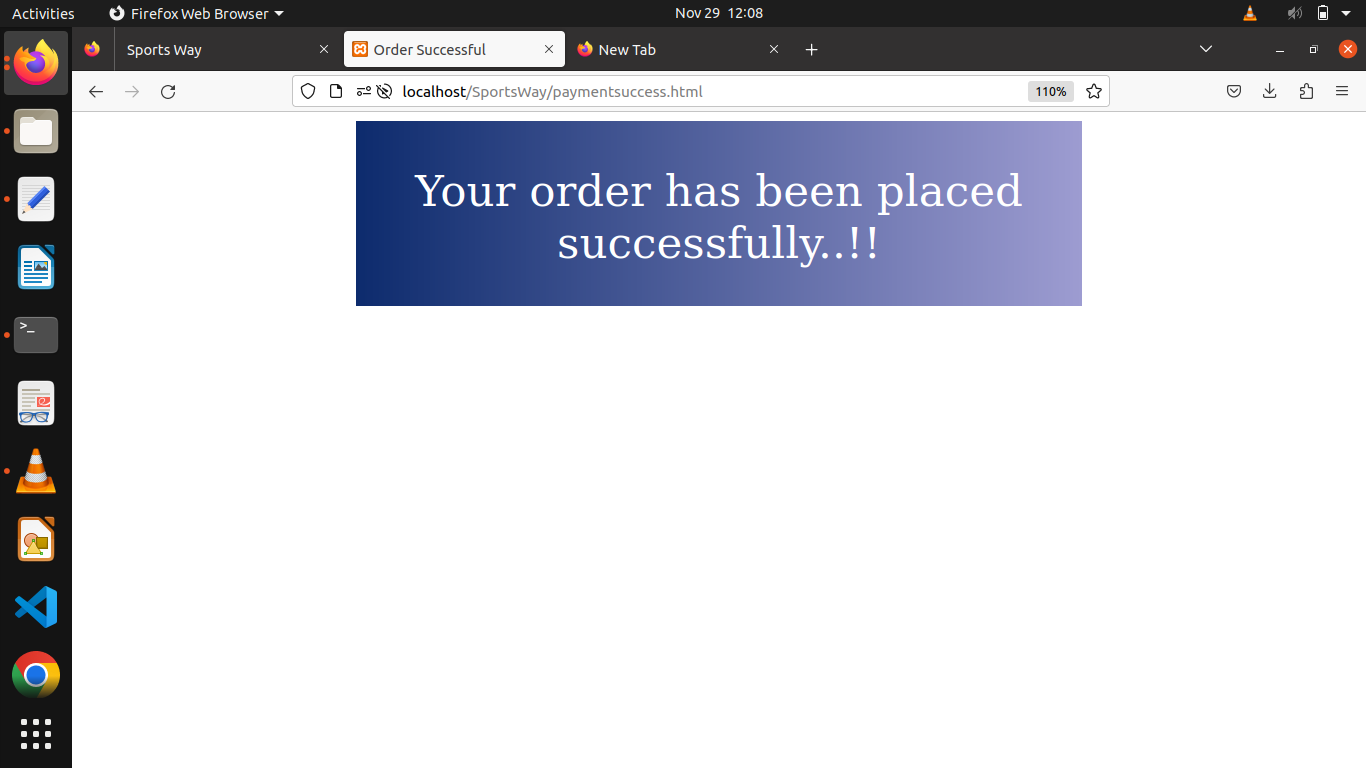 Activities
Firefox Web Browser
Nov 29 12:08
Sports Way
Order Successful
New Tab
localhost/SportsWay/paymentsuccess.html
110%
Your order has been placed
successfully..!!
>_